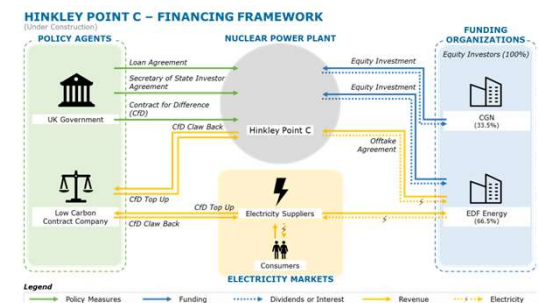 HINKLEY POINT C – FINANCING FRAMEWORK
(Under Construction)
POLICY AGENTS
NUCLEAR POWER PLANT
FUNDING
ORGANIZATIONS
Equity Investors (100%)
Loan Agreement
Secretary of State Investor
Agreement
Contract for Difference
(CfD)
UK Government
Equity Investment
Equity Investment
CGN
(33.5%)
CfD Claw Back
Hinkley Point C
Offtake
Agreement
CfD Top Up
Low Carbon
Contract Company
CfD Top Up
CfD Claw Back
Electricity Suppliers
EDF Energy
(66.5%)
Consumers
ELECTRICITY MARKETS
Legend
Policy Measures
Funding
Dividends or Interest
Revenue
Electricity